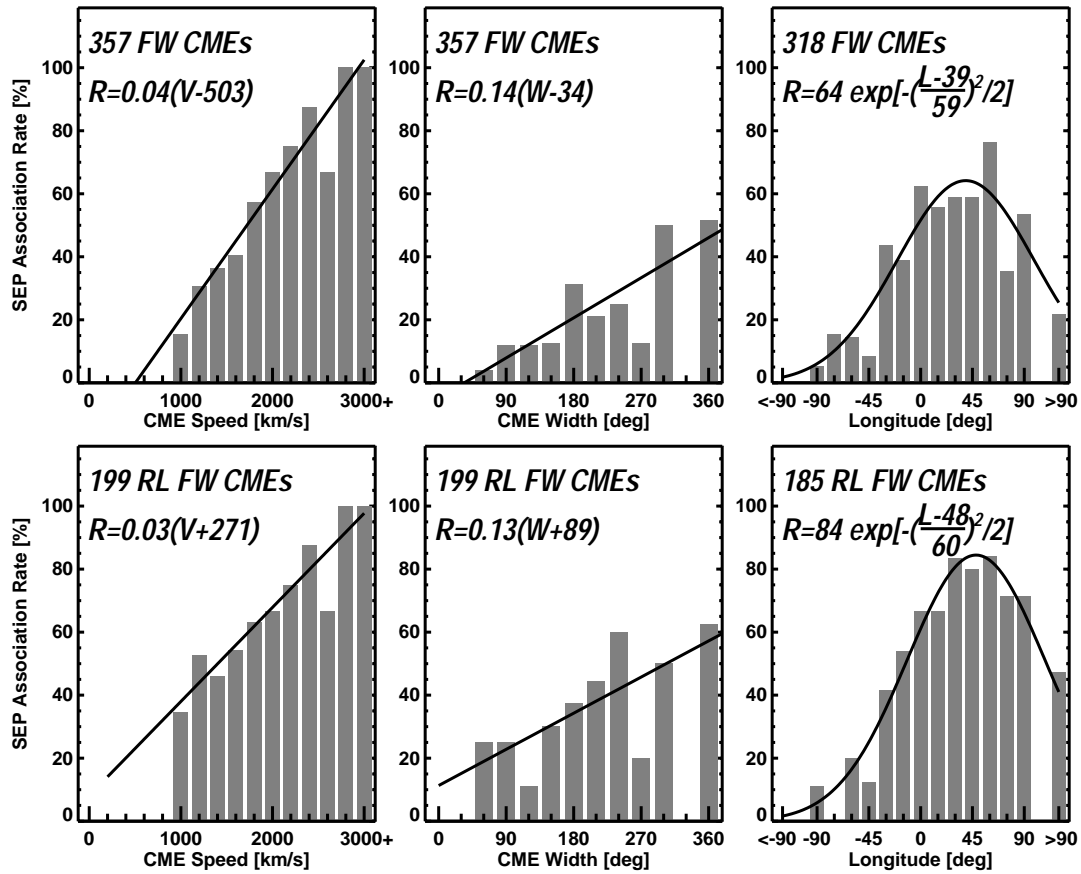 357 FW CMEs
R=0.04(V-503)
SEP Association Rate [%]
100
80
60
40
20
0
0 1000 2000 3000+
CME Speed [km/s]
357 FW CMEs
R=0.14(W-34)
100
80
60
40
20
0
0 90 180 270 360
CME Width [deg]
318 FW CMEs
R=64 exp[-(L-39/59)²/2]
100
80
60
40
20
0
<-90 -90 -45 0 45 90 >90
Longitude [deg]
199 RL FW CMEs
R=0.03(V+271)
SEP Association Rate [%]
100
80
60
40
20
0
0 1000 2000 3000+
CME Speed [km/s]
199 RL FW CMEs
R=0.13(W+89)
100
80
60
40
20
0
0 90 180 270 360
CME Width [deg]
185 RL FW CMEs
R=84 exp[-(L-48/60)²/2]
100
80
60
40
20
0
<-90 -90 -45 0 45 90 >90
Longitude [deg]